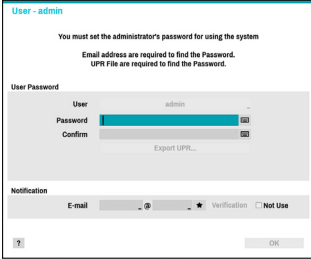 User - admin
You must set the administrator's password for using the system
Email address are required to find the Password.
UPR File are required to find the Password.
User Password
User admin
Password
Confirm
Export UPR...
Notification
E-mail @ Verification Not Use
? OK